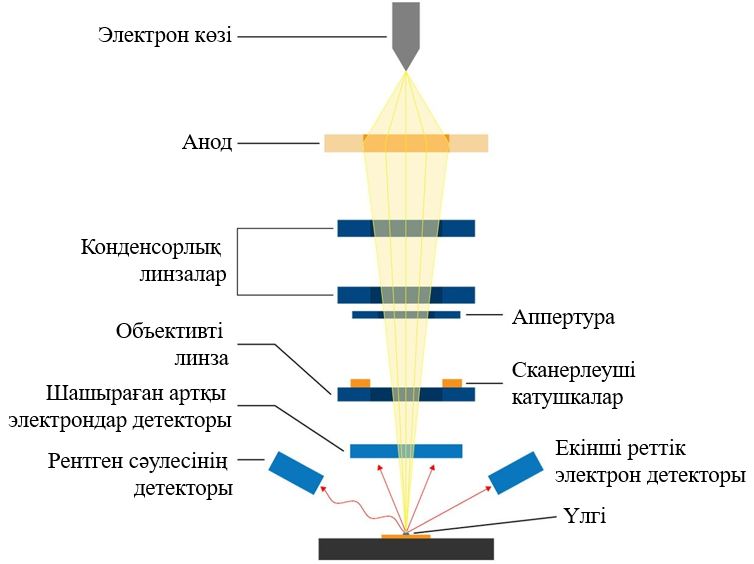 Электрон көзі
Анод
Конденсорлық
линзалар
Аппертура
Объективті
линза
Сканерлеуші
катушкалар
Шашыраған артқы
электрондар детекторы
Рентген сәулесінің
детекторы
Екінші реттік
электрон детекторы
Үлгі